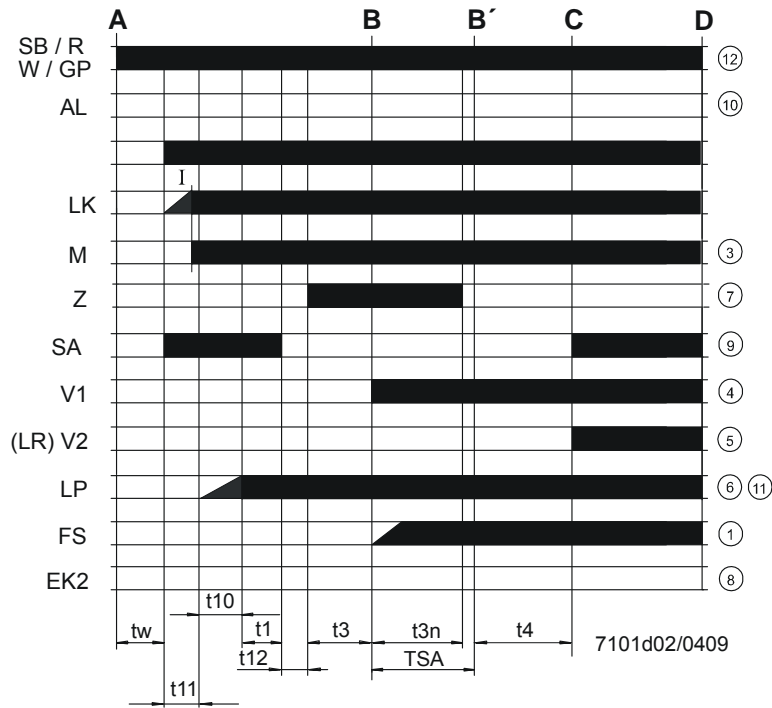 A B B´ C D
SB / R
W / GP 12
AL 10
I
LK
M 3
Z 7
SA 9
V1 4
(LR) V2 5
LP 6 11
FS 1
EK2 8
t10
tw t1 t3 t3n t4 7101d02/0409
t12 TSA
t11